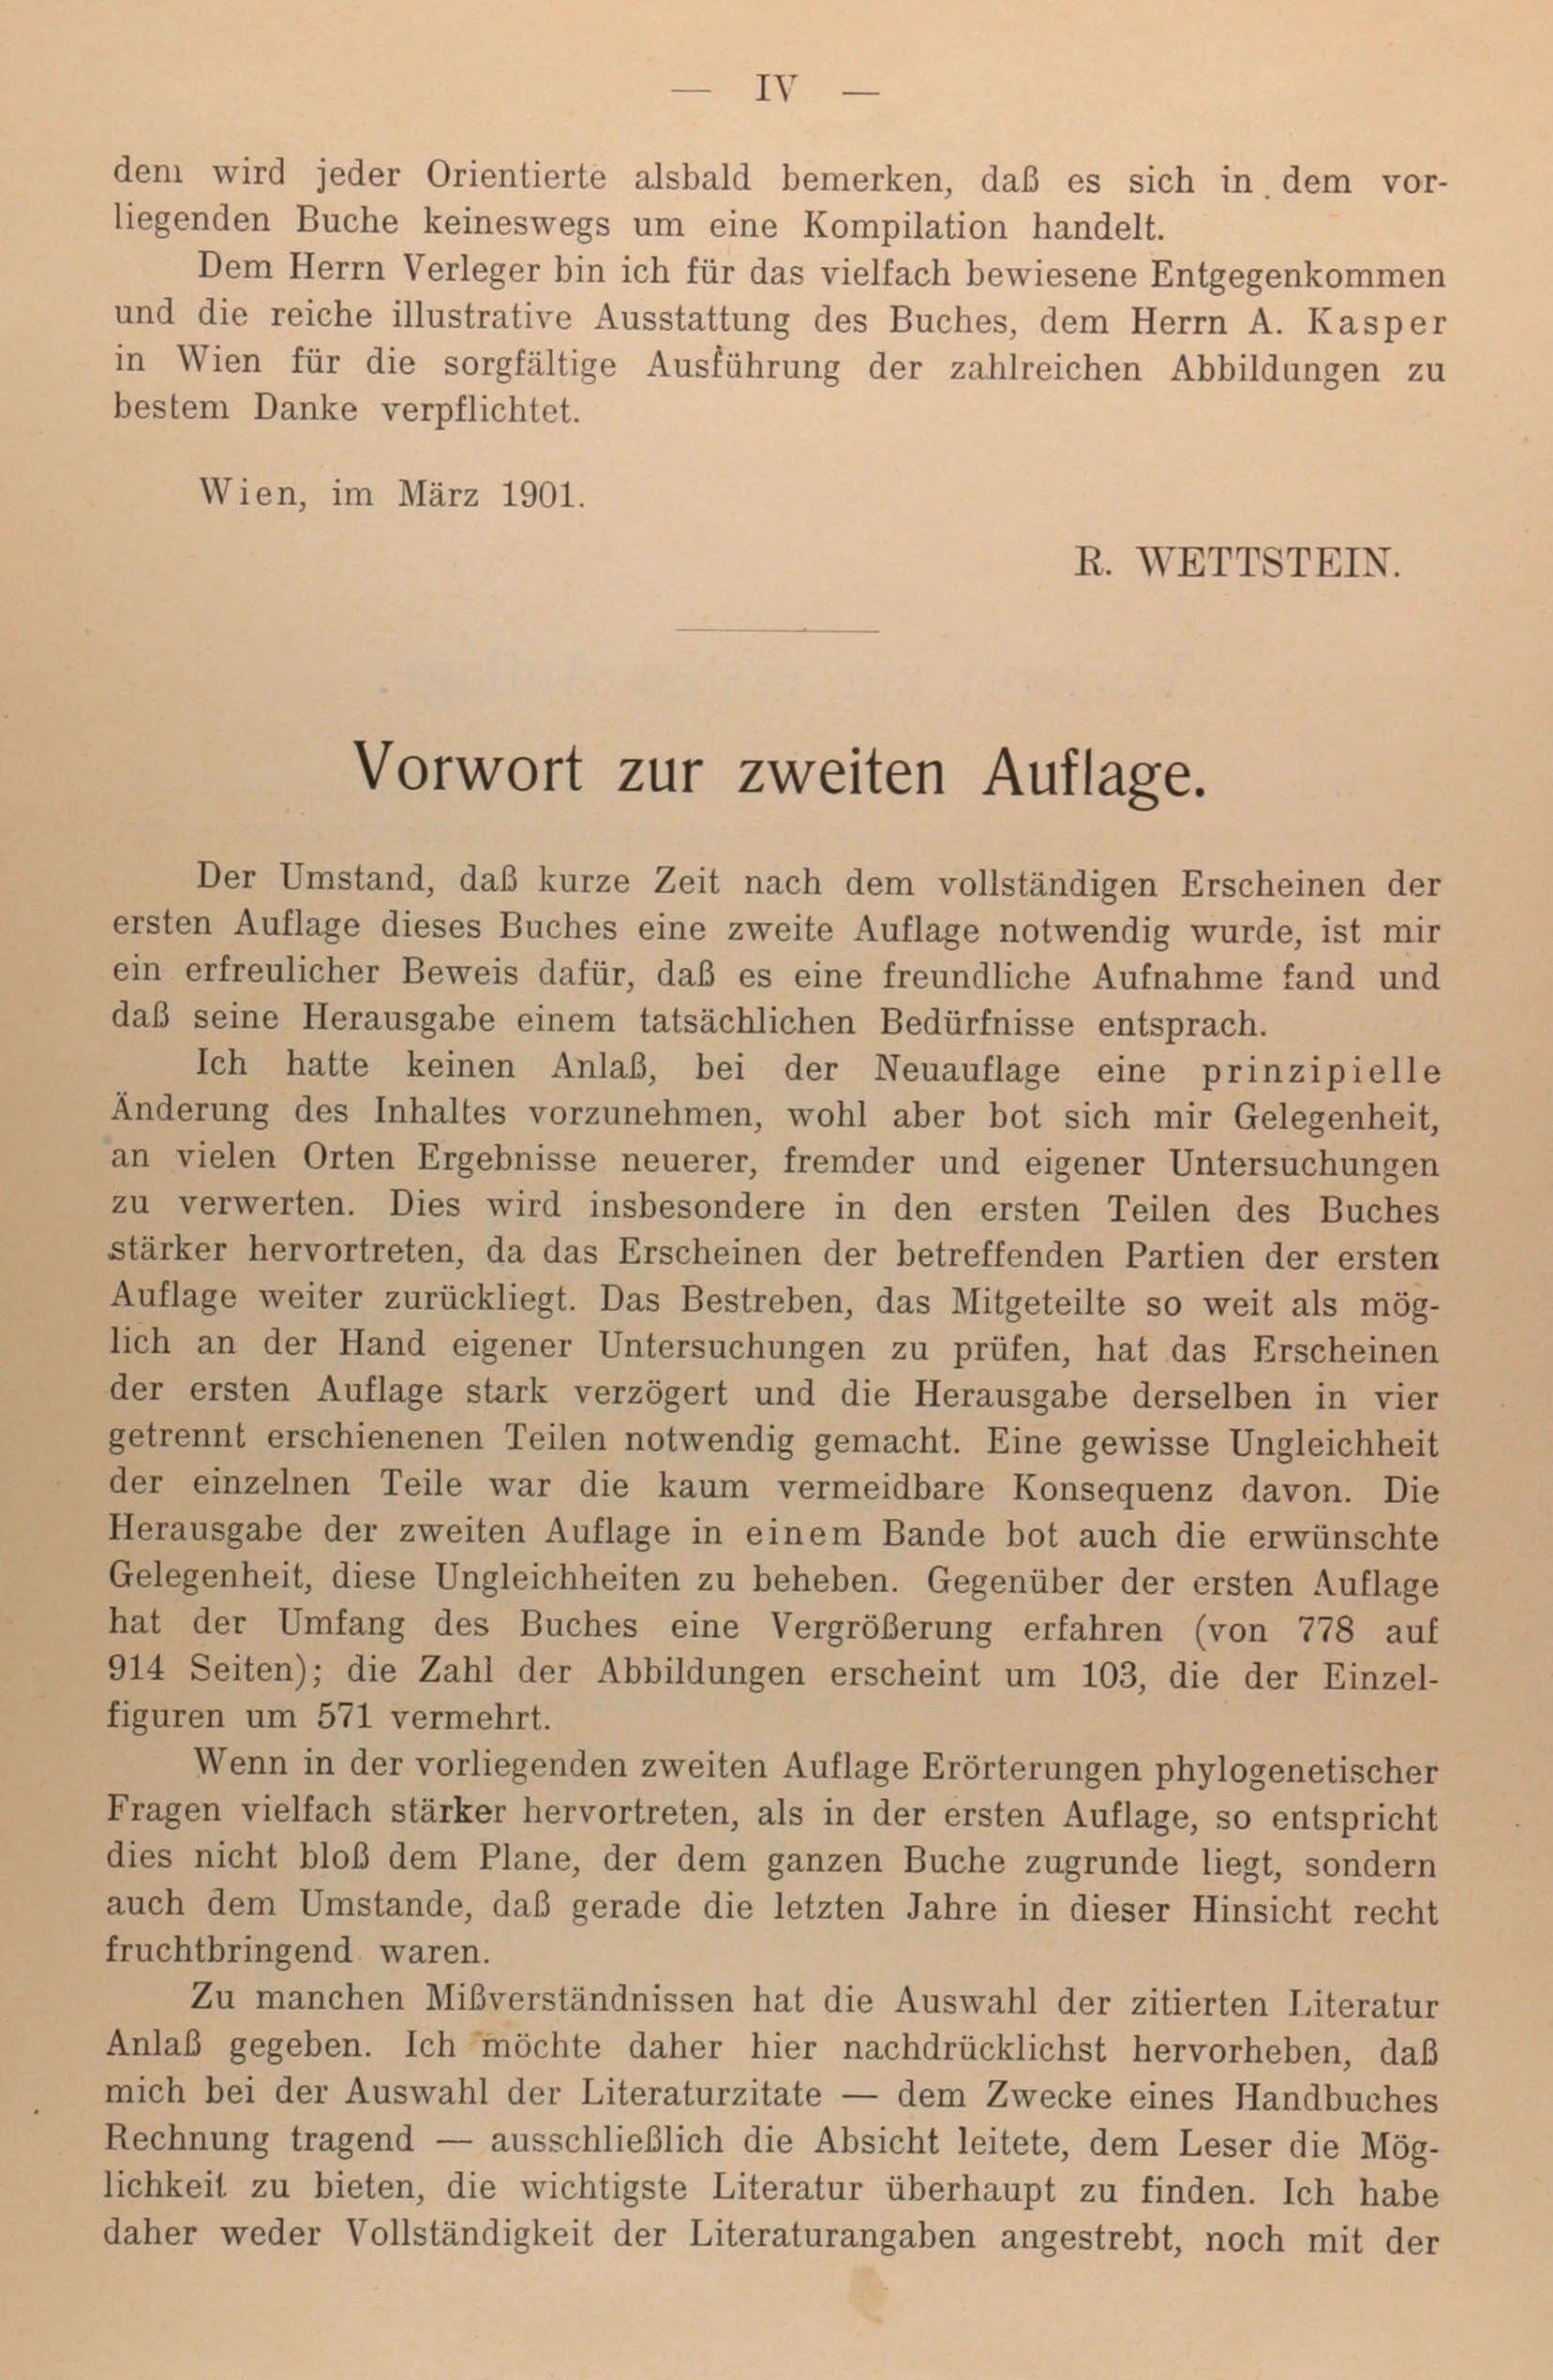 — IV —
dem wird jeder Orientierte alsbald bemerken, daß es sich in dem vor-
liegenden Buche keineswegs um eine Kompilation handelt.
Dem Herrn Verleger bin ich für das vielfach bewiesene Entgegenkommen
und die reiche illustrative Ausstattung des Buches, dem Herrn A. Kasper
in Wien für die sorgfältige Ausführung der zahlreichen Abbildungen zu
bestem Danke verpflichtet.
Wien, im März 1901.
R. WETTSTEIN.
Vorwort zur zweiten Auflage.
Der Umstand, daß kurze Zeit nach dem vollständigen Erscheinen der
ersten Auflage dieses Buches eine zweite Auflage notwendig wurde, ist mir
ein erfreulicher Beweis dafür, daß es eine freundliche Aufnahme fand und
daß seine Herausgabe einem tatsächlichen Bedürfnisse entsprach.
Ich hatte keinen Anlaß, bei der Neuauflage eine prinzipielle
Änderung des Inhaltes vorzunehmen, wohl aber bot sich mir Gelegenheit,
an vielen Orten Ergebnisse neuerer, fremder und eigener Untersuchungen
zu verwerten. Dies wird insbesondere in den ersten Teilen des Buches
stärker hervortreten, da das Erscheinen der betreffenden Partien der ersten
Auflage weiter zurückliegt. Das Bestreben, das Mitgeteilte so weit als mög-
lich an der Hand eigener Untersuchungen zu prüfen, hat das Erscheinen
der ersten Auflage stark verzögert und die Herausgabe derselben in vier
getrennt erschienenen Teilen notwendig gemacht. Eine gewisse Ungleichheit
der einzelnen Teile war die kaum vermeidbare Konsequenz davon. Die
Herausgabe der zweiten Auflage in einem Bande bot auch die erwünschte
Gelegenheit, diese Ungleichheiten zu beheben. Gegenüber der ersten Auflage
hat der Umfang des Buches eine Vergrößerung erfahren (von 778 auf
914 Seiten); die Zahl der Abbildungen erscheint um 103, die der Einzel-
figuren um 571 vermehrt.
Wenn in der vorliegenden zweiten Auflage Erörterungen phylogenetischer
Fragen vielfach stärker hervortreten, als in der ersten Auflage, so entspricht
dies nicht bloß dem Plane, der dem ganzen Buche zugrunde liegt, sondern
auch dem Umstande, daß gerade die letzten Jahre in dieser Hinsicht recht
fruchtbringend waren.
Zu manchen Mißverständnissen hat die Auswahl der zitierten Literatur
Anlaß gegeben. Ich möchte daher hier nachdrücklichst hervorheben, daß
mich bei der Auswahl der Literaturzitate — dem Zwecke eines Handbuches
Rechnung tragend — ausschließlich die Absicht leitete, dem Leser die Mög-
lichkeit zu bieten, die wichtigste Literatur überhaupt zu finden. Ich habe
daher weder Vollständigkeit der Literaturangaben angestrebt, noch mit der